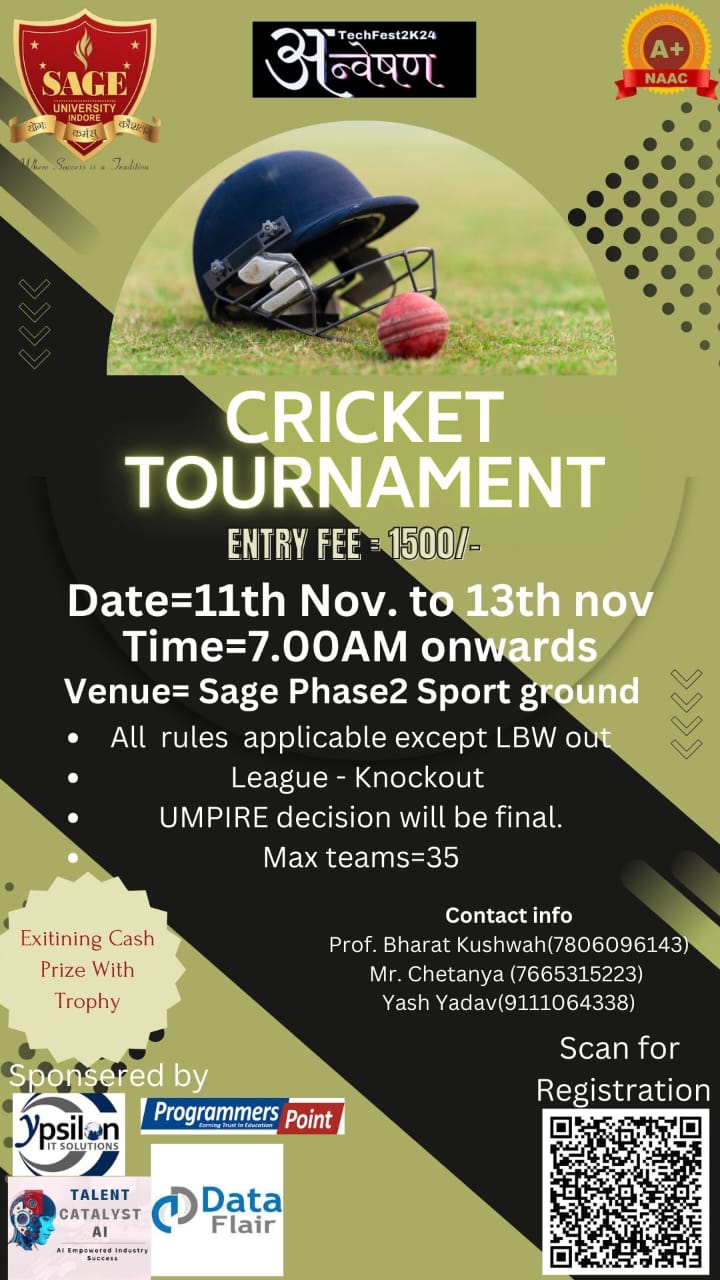 SAGE
UNIVERSITY
INDORE
योगः कर्मसु कौशलम्
Where Success is a Tradition
TechFest2K24
अन्वेषण
A+
NAAC
CRICKET
TOURNAMENT
ENTRY FEE = 1500/-
Date=11th Nov. to 13th nov
Time=7.00AM onwards
Venue= Sage Phase2 Sport ground
All rules applicable except LBW out
League - Knockout
UMPIRE decision will be final.
Max teams=35
Exitining Cash
Prize With
Trophy
Contact info
Prof. Bharat Kushwah(7806096143)
Mr. Chetanya (7665315223)
Yash Yadav(9111064338)
Sponsered by
Ypsilon
IT SOLUTIONS
Programmers Point
Earning Trust in Education
TALENT
CATALYST
AI
AI Empowered Industry
Success
Data
Flair
Scan for
Registration